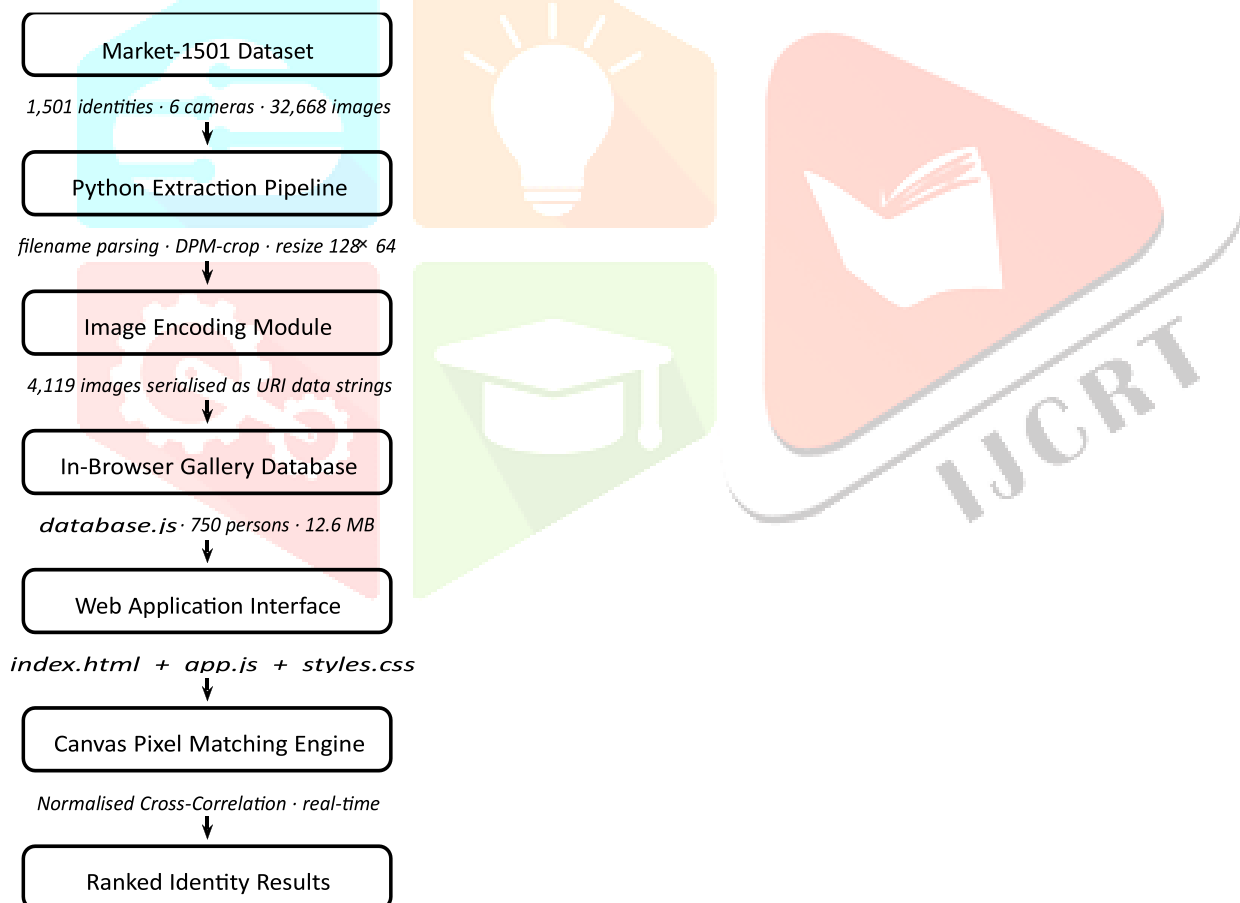 Market-1501 Dataset
1,501 identities · 6 cameras · 32,668 images
Python Extraction Pipeline
filename parsing · DPM-crop · resize 128× 64
Image Encoding Module
4,119 images serialised as URI data strings
In-Browser Gallery Database
database.js · 750 persons · 12.6 MB
Web Application Interface
index.html + app.js + styles.css
Canvas Pixel Matching Engine
Normalised Cross-Correlation · real-time
Ranked Identity Results
IJCRT